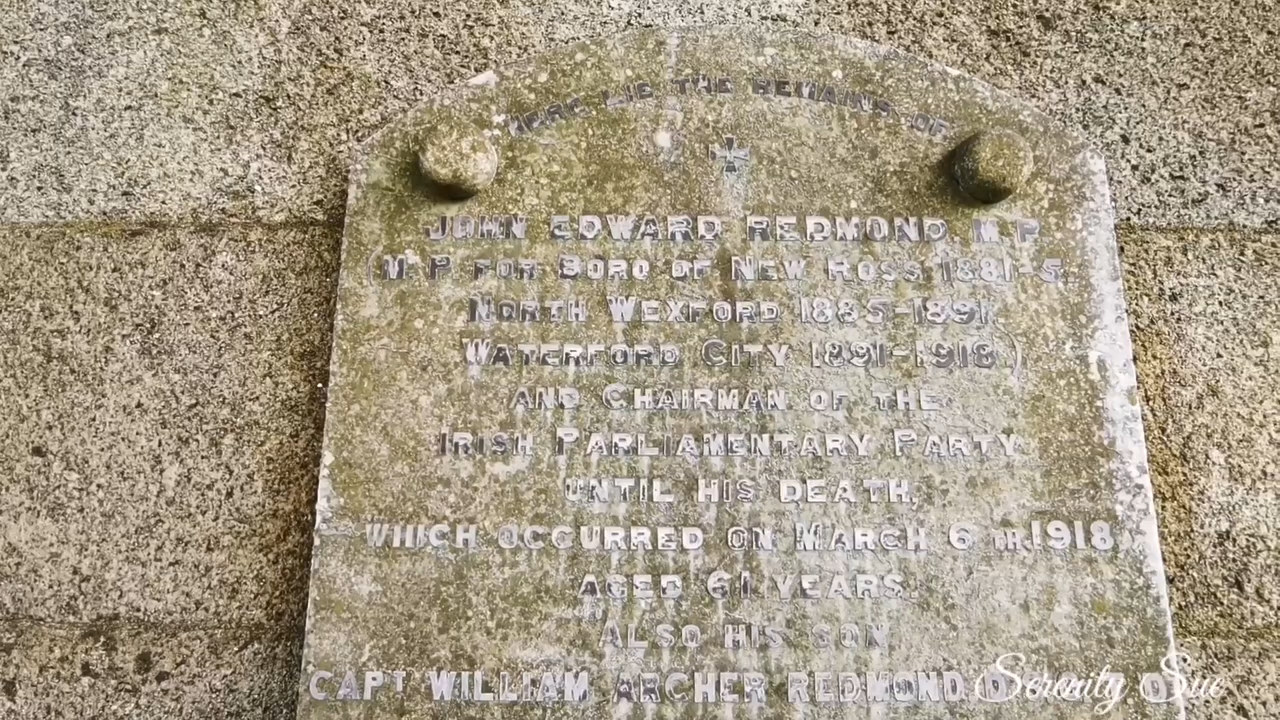 HERE LIE THE REMAINS OF
JOHN EDWARD REDMOND. M.P.
(M.P. FOR BORO OF NEW ROSS 1881-5.
NORTH WEXFORD 1885-1891.
WATERFORD CITY 1891-1918.)
AND CHAIRMAN OF THE
IRISH PARLIAMENTARY PARTY
UNTIL HIS DEATH,
WHICH OCCURRED ON MARCH 6TH 1918,
AGED 61 YEARS.
ALSO HIS SON
CAPT WILLIAM ARCHER REDMOND
Serenity Sue